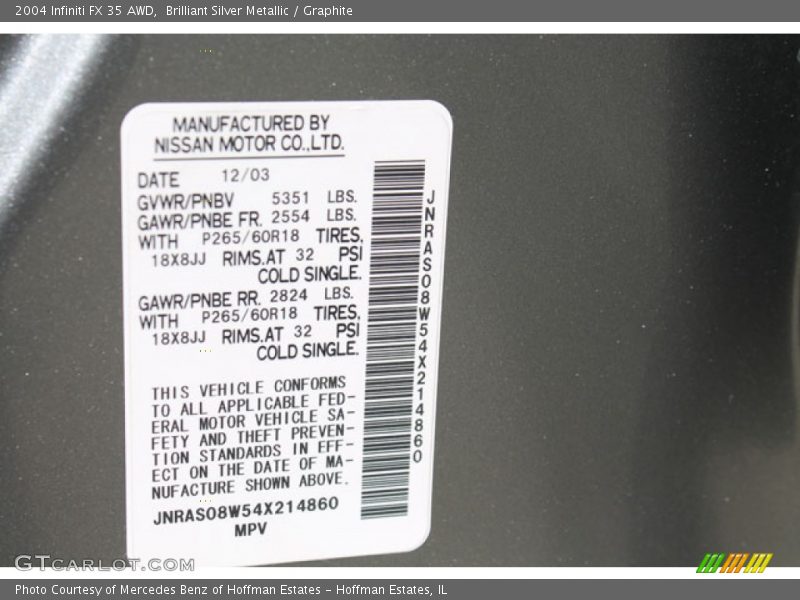 2004 Infiniti FX 35 AWD, Brilliant Silver Metallic / Graphite
MANUFACTURED BY
NISSAN MOTOR CO.,LTD.
DATE 12/03
GVWR/PNBV 5351 LBS.
GAWR/PNBE FR. 2554 LBS.
WITH P265/60R18 TIRES,
18X8JJ RIMS.AT 32 PSI
COLD SINGLE.
GAWR/PNBE RR. 2824 LBS.
WITH P265/60R18 TIRES,
18X8JJ RIMS.AT 32 PSI
COLD SINGLE.
THIS VEHICLE CONFORMS
TO ALL APPLICABLE FED-
ERAL MOTOR VEHICLE SA-
FETY AND THEFT PREVEN-
TION STANDARDS IN EFF-
ECT ON THE DATE OF MA-
NUFACTURE SHOWN ABOVE.
JNRAS08W54X214860
MPV
JNRAS08W54X214860
GTCARLOT.COM
Photo Courtesy of Mercedes Benz of Hoffman Estates - Hoffman Estates, IL